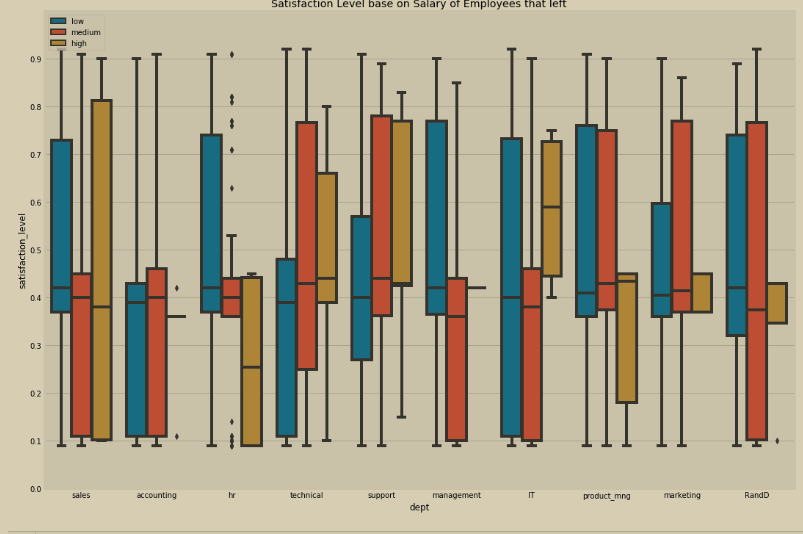 Satisfaction Level base on Salary of Employees that left
low
medium
high
satisfaction_level
0.9
0.8
0.7
0.6
0.5
0.4
0.3
0.2
0.1
0.0
sales accounting hr technical support management IT product_mng marketing RandD
dept